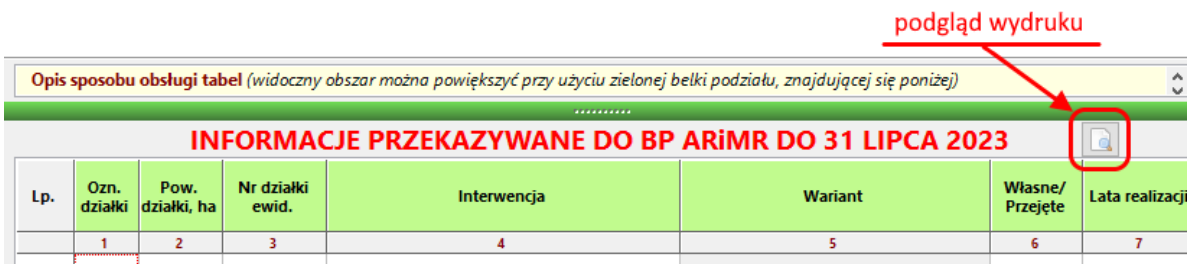 podgląd wydruku
Opis sposobu obsługi tabel (widoczny obszar można powiększyć przy użyciu zielonej belki podziału, znajdującej się poniżej)
INFORMACJE PRZEKAZYWANE DO BP ARiMR DO 31 LIPCA 2023
Lp. Ozn. działki Pow. działki, ha Nr działki ewid. Interwencja Wariant Własne/ Przejęte Lata realizacji
1 2 3 4 5 6 7